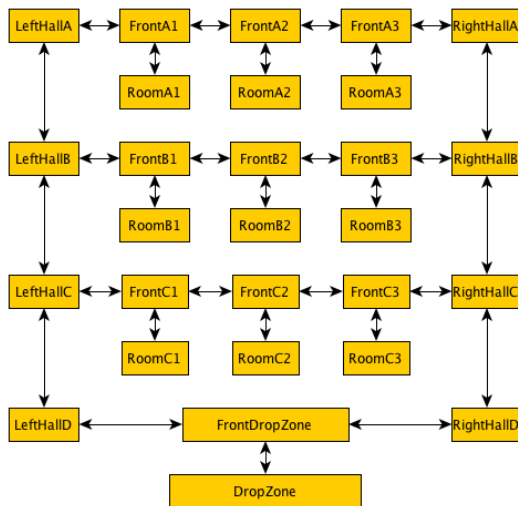 LeftHallA FrontA1 FrontA2 FrontA3 RightHallA
RoomA1 RoomA2 RoomA3
LeftHallB FrontB1 FrontB2 FrontB3 RightHallB
RoomB1 RoomB2 RoomB3
LeftHallC FrontC1 FrontC2 FrontC3 RightHallC
RoomC1 RoomC2 RoomC3
LeftHallD FrontDropZone RightHallD
DropZone